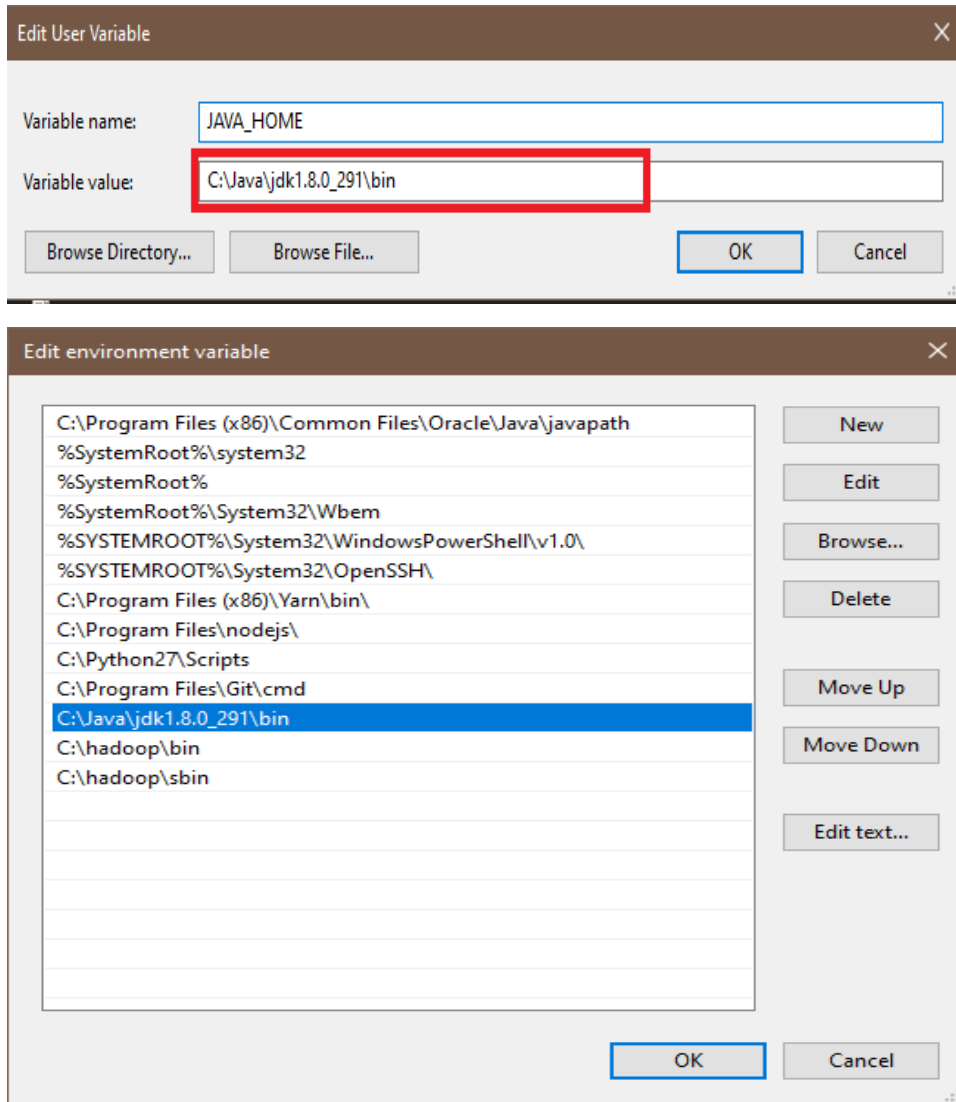 Edit User Variable
Variable name: JAVA_HOME
Variable value: C:\Java\jdk1.8.0_291\bin
Browse Directory... Browse File... OK Cancel
Edit environment variable
C:\Program Files (x86)\Common Files\Oracle\Java\javapath New
%SystemRoot%\system32
%SystemRoot% Edit
%SystemRoot%\System32\Wbem
%SYSTEMROOT%\System32\WindowsPowerShell\v1.0\ Browse...
%SYSTEMROOT%\System32\OpenSSH\
C:\Program Files (x86)\Yarn\bin\ Delete
C:\Program Files\nodejs\
C:\Python27\Scripts
C:\Program Files\Git\cmd Move Up
C:\Java\jdk1.8.0_291\bin
C:\hadoop\bin Move Down
C:\hadoop\sbin
Edit text...
OK Cancel